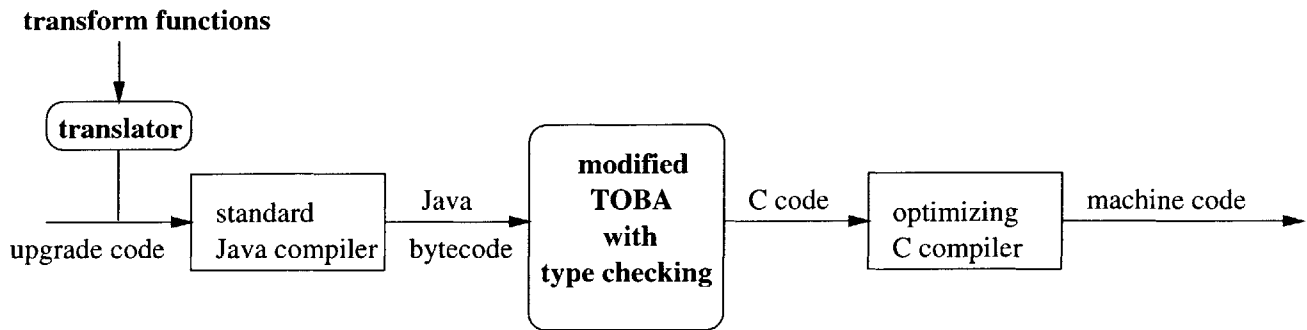 transform functions
translator
upgrade code
standard
Java compiler
Java
bytecode
modified
TOBA
with
type checking
C code
optimizing
C compiler
machine code